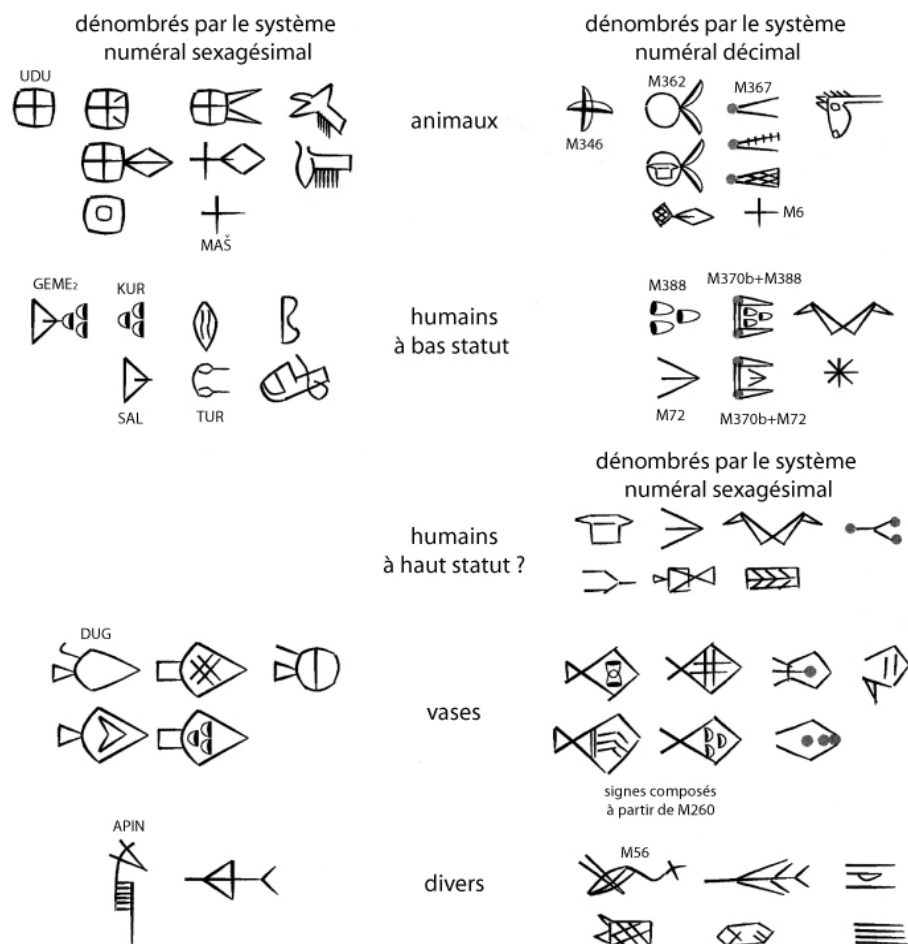 dénombrés par le système
numéral sexagésimal
dénombrés par le système
numéral décimal
UDU
MAŠ
animaux
M346
M362
M367
M6
GEME₂
KUR
SAL
TUR
humains
à bas statut
M388
M370b+M388
M72
M370b+M72
dénombrés par le système
numéral sexagésimal
humains
à haut statut ?
DUG
vases
signes composés
à partir de M260
APIN
divers
M56